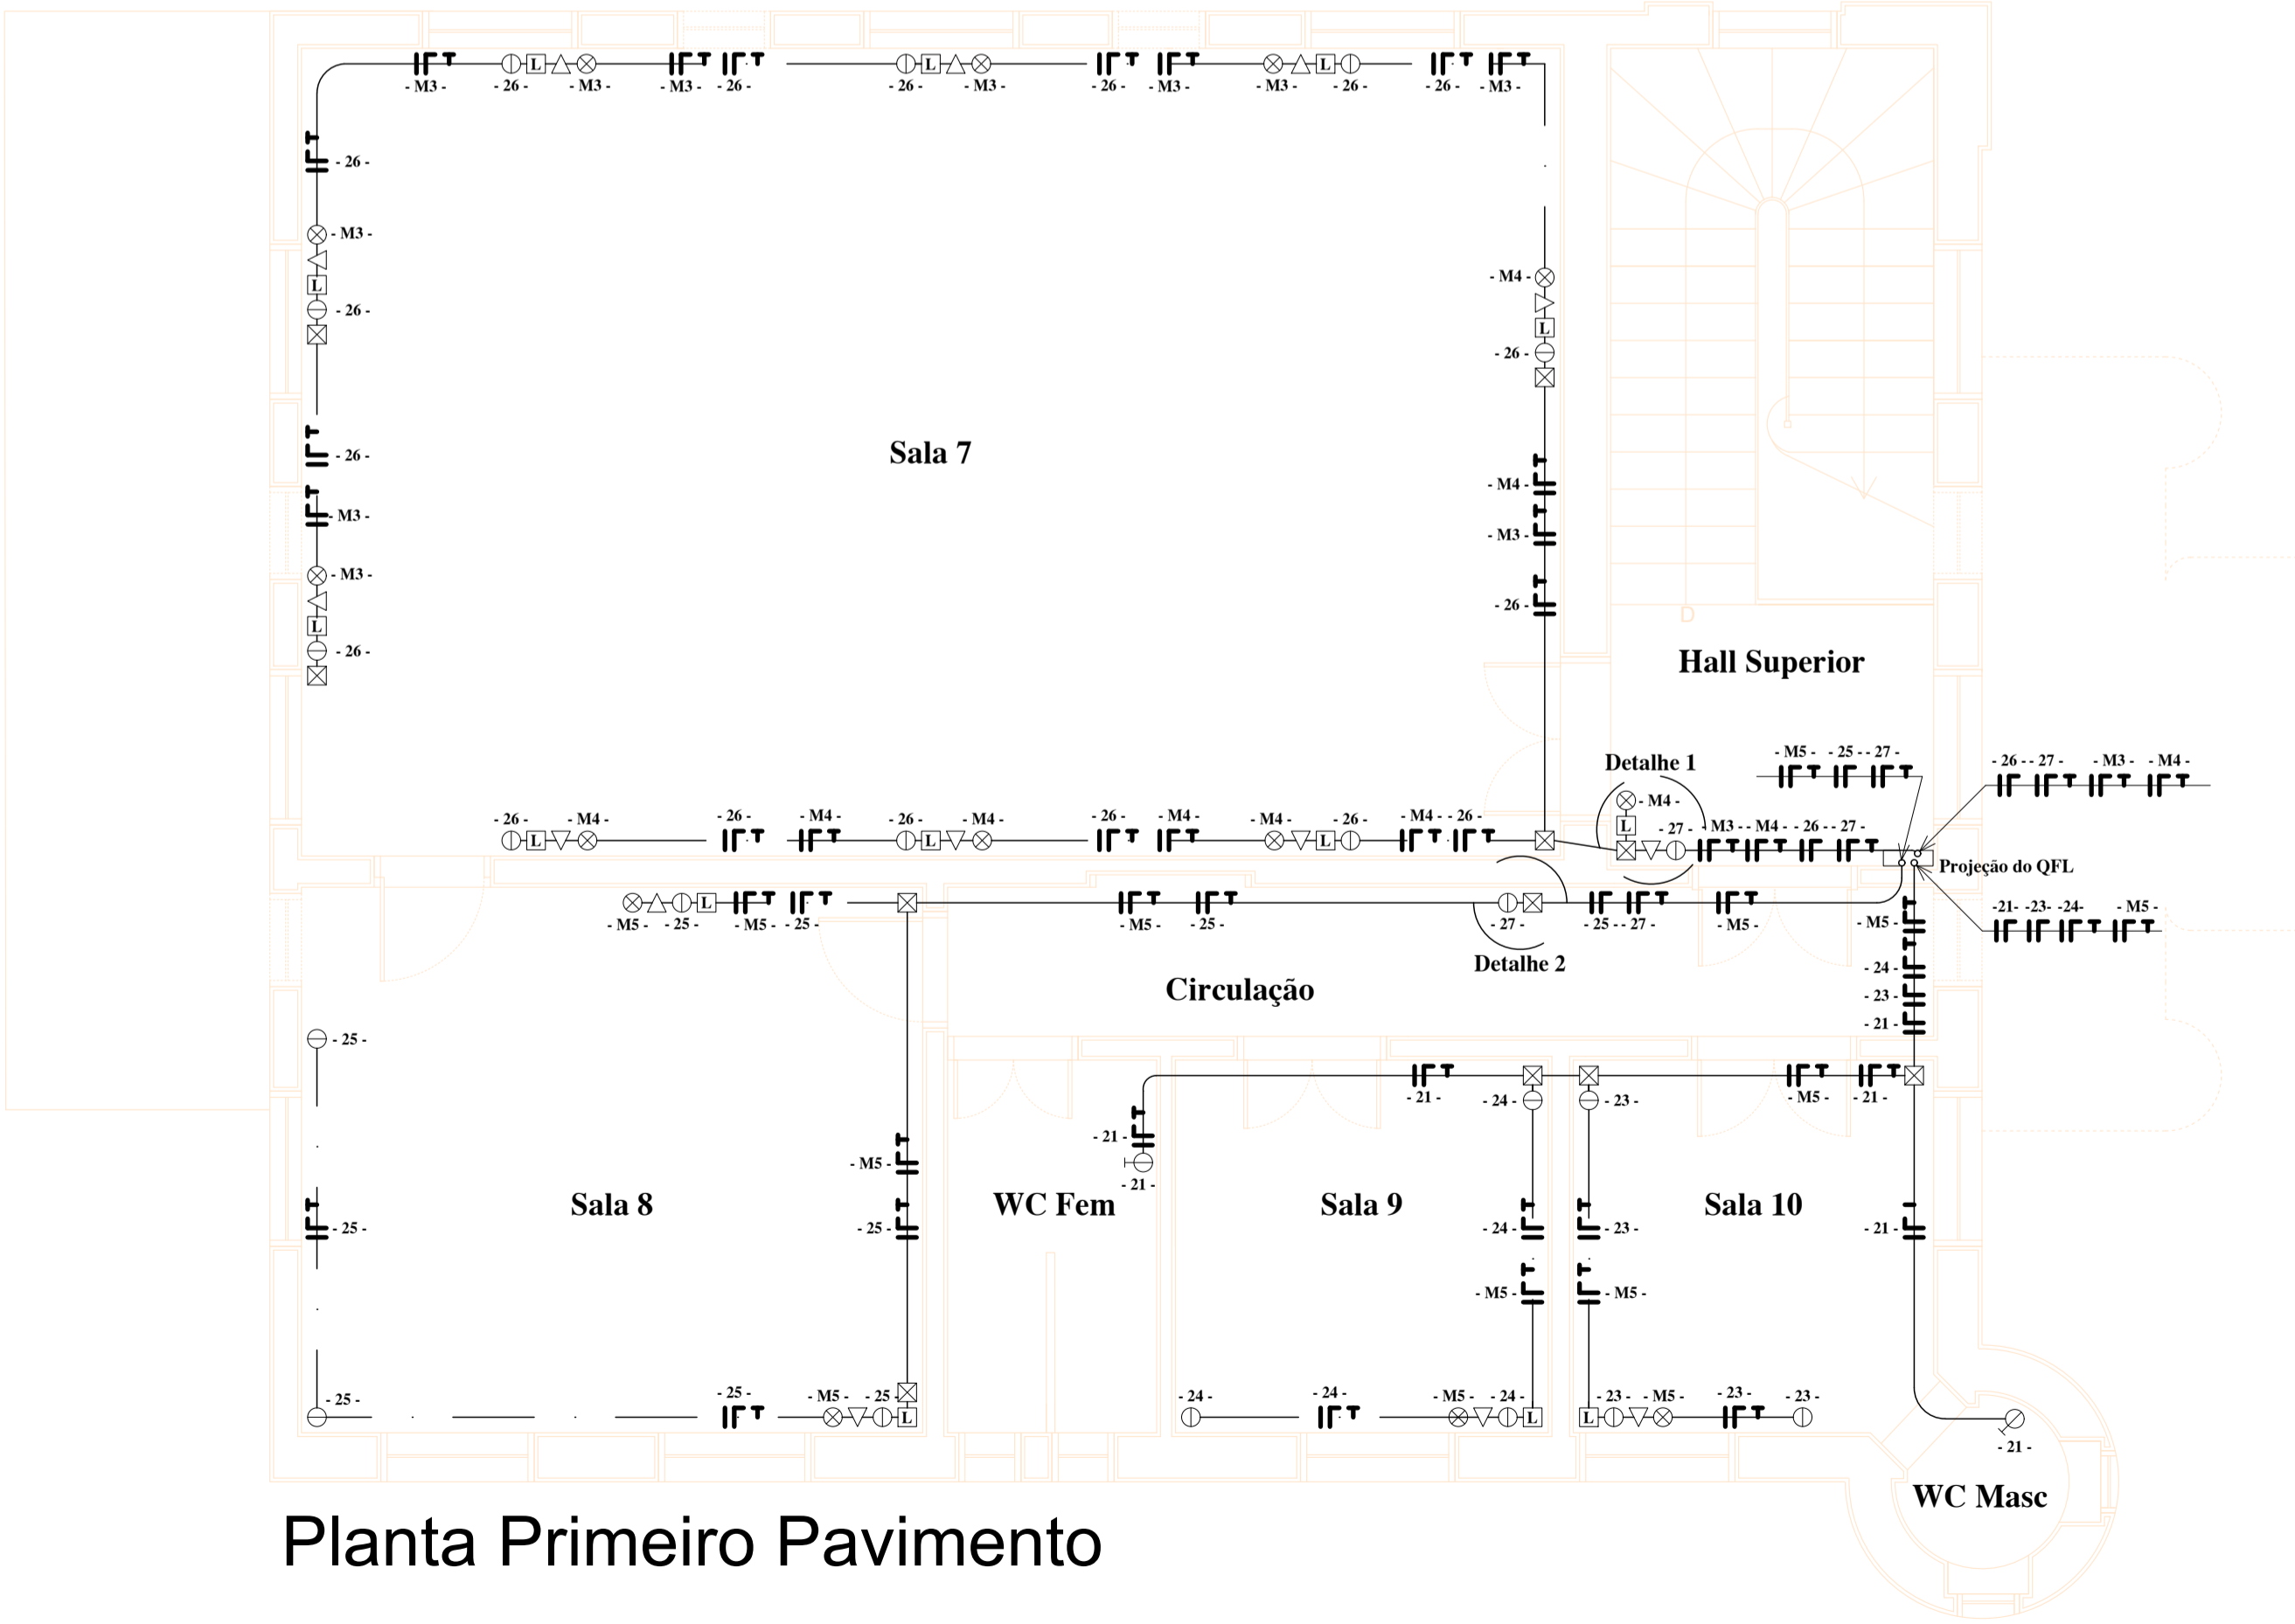 L L L
- M3 - - 26 - - M3 - - M3 - - 26 - - 26 - - M3 - - 26 - - M3 - - M3 - - 26 - - 26 - - M3 -
- 26 -
- M3 -
- M4 -
L
- 26 -
L
- 26 -
Sala 7
- 26 -
- M4 -
- M3 -
- M3 -
- M3 -
- 26 -
D
L
- 26 -
Hall Superior
Detalhe 1
- M5 - - 25 - - 27 -
- 26 - - 27 - - M3 - - M4 -
- M4 -
- 26 - - M4 - - 26 - - M4 - - 26 - - M4 - - 26 - - M4 - - M4 - - 26 - - M4 - - 26 -
L L L L
- 27 - - M3 - - M4 - - 26 - - 27 -
Projeção do QFL
L
- M5 - - 25 - - M5 - - 25 - - M5 - - 25 - - 27 - - 25 - - 27 - - M5 - - M5 -
-21- -23- -24- - M5 -
Detalhe 2
- 24 -
Circulação
- 23 -
- 21 -
- 25 -
- 21 - - 24 - - 23 - - M5 - - 21 -
- 21 -
- M5 -
- 21 -
Sala 8
WC Fem
Sala 9
Sala 10
- 25 - - 25 - - 24 - - 23 - - 21 -
- M5 - - M5 -
- 25 - - 25 - - M5 - - 25 - - 24 - - 24 - - M5 - - 24 - - 23 - - M5 - - 23 - - 23 -
L L L
- 21 -
WC Masc
Planta Primeiro Pavimento